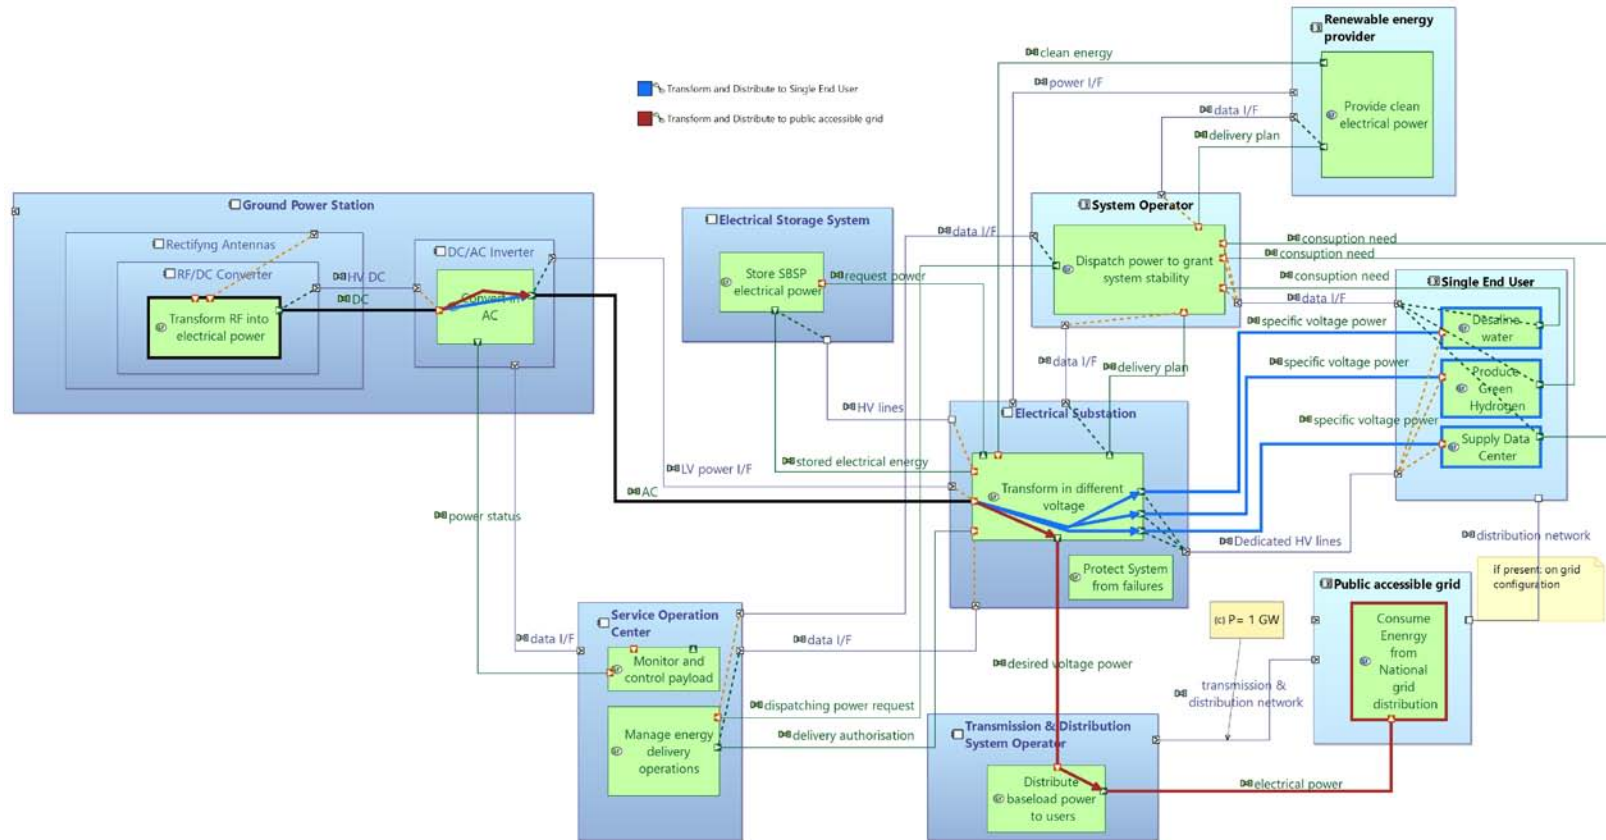 Renewable energy
provider
clean energy
power I/F
Transform and Distribute to Single End User
data I/F
Provide clean
electrical power
Transform and Distribute to public accessible grid
delivery plan
Ground Power Station
System Operator
Electrical Storage System
Rectifyng Antennas
DC/AC Inverter
data I/F
consuption need
consuption need
RF/DC Converter
HV DC
Store SBSP
electrical power
request power
Dispatch power to grant
system stability
consuption need
Single End User
DC
Convert in
AC
data I/F
Transform RF into
electrical power
specific voltage power
Desaline
water
data I/F
delivery plan
specific voltage power
Produce
Green
Hydrogen
HV lines
Electrical Substation
specific voltage power
Supply Data
Center
stored electrical energy
LV power I/F
AC
Transform in different
voltage
power status
Dedicated HV lines
distribution network
Protect System
from failures
if present: on grid
configuration
Public accessible grid
Service Operation
Center
(c) P= 1 GW
data I/F
data I/F
Monitor and
control payload
desired voltage power
Consume
Enenrgy from
National
grid
distribution
transmission &
distribution network
dispatching power request
Transmission & Distribution
System Operator
delivery authorisation
Manage energy
delivery
operations
Distribute
baseload power
to users
electrical power